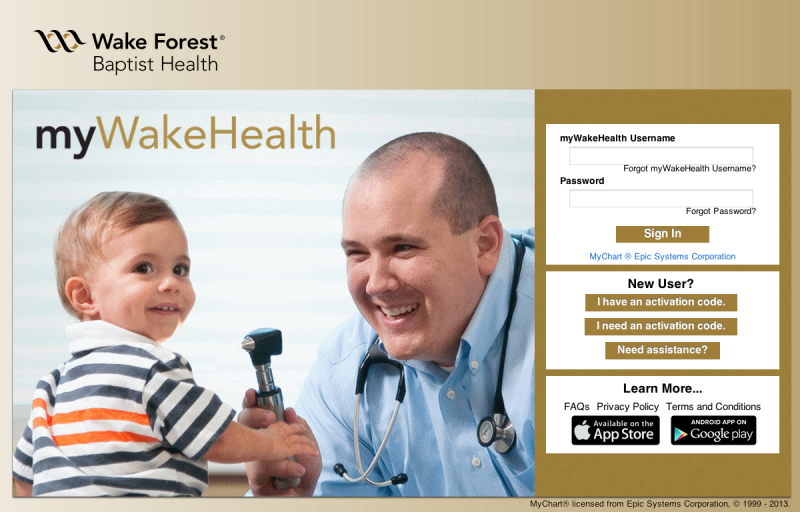 Wake Forest®
Baptist Health
myWakeHealth
myWakeHealth Username
Forgot myWakeHealth Username?
Password
Forgot Password?
Sign In
MyChart ® Epic Systems Corporation
New User?
I have an activation code.
I need an activation code.
Need assistance?
Learn More...
FAQs Privacy Policy Terms and Conditions
Available on the
App Store
ANDROID APP ON
Google play
MyChart® licensed from Epic Systems Corporation, © 1999 - 2013.